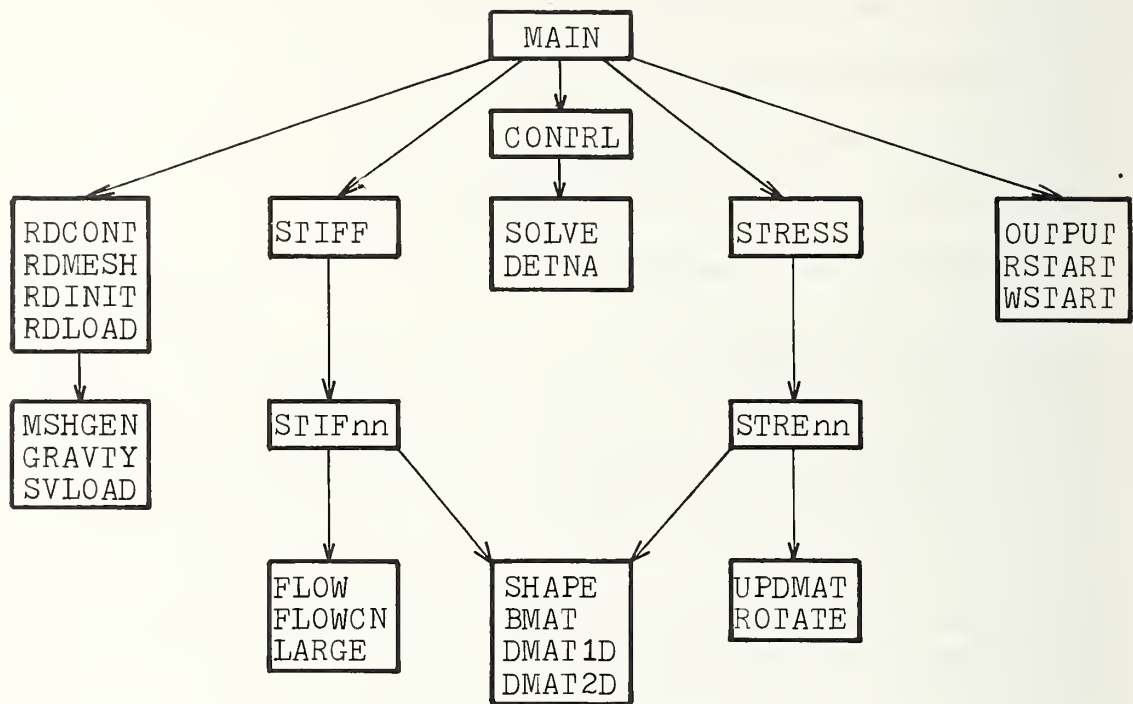 MAIN
CONTRL
RDCONT
RDMESH
RDINIT
RDLOAD
STIFF
SOLVE
DETNA
STRESS
OUTPUT
RSTART
WSTART
MSHGEN
GRAVTY
SVLOAD
STIFnn
STREnn
FLOW
FLOWCN
LARGE
SHAPE
BMAT
DMAT1D
DMAT2D
UPDMAT
ROTATE